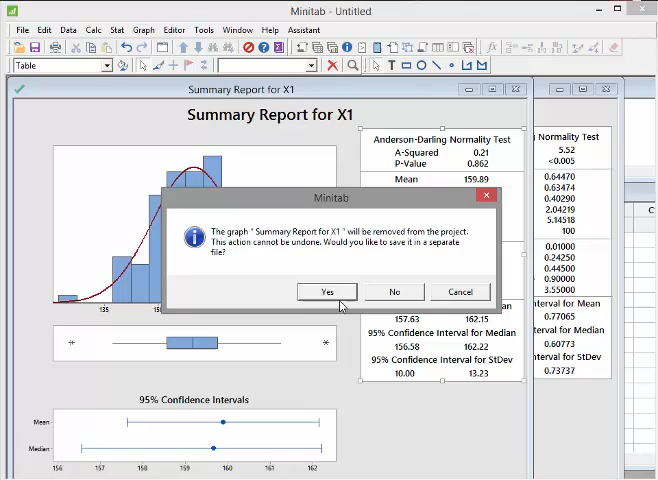 Minitab - Untitled
File Edit Data Calc Stat Graph Editor Tools Window Help Assistant
Table
Summary Report for X1
Summary Report for X1
Anderson-Darling Normality Test
A-Squared 0.21
P-Value 0.862
Mean 159.89
Normality Test
5.52
<0.005
0.64470
0.63474
0.40290
2.04219
5.14518
100
0.01000
0.24250
0.44500
0.90000
3.55000
Interval for Mean
0.77065
Interval for Median
0.60773
Interval for StDev
0.73737
Minitab
The graph " Summary Report for X1 " will be removed from the project.
This action cannot be undone. Would you like to save it in a separate
file?
Yes No Cancel
157.63 162.15
95% Confidence Interval for Median
156.58 162.22
95% Confidence Interval for StDev
10.00 13.23
135 180
95% Confidence Intervals
Mean
Median
156 157 158 159 160 161 162